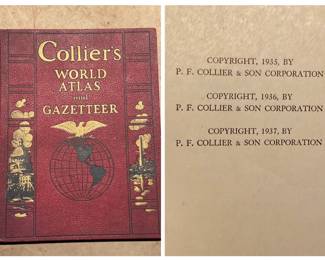 Collier's
WORLD
ATLAS
and
GAZETTEER
COPYRIGHT, 1935, BY
P. F. COLLIER & SON CORPORATION
COPYRIGHT, 1936, BY
P. F. COLLIER & SON CORPORATION
COPYRIGHT, 1937, BY
P. F. COLLIER & SON CORPORATION